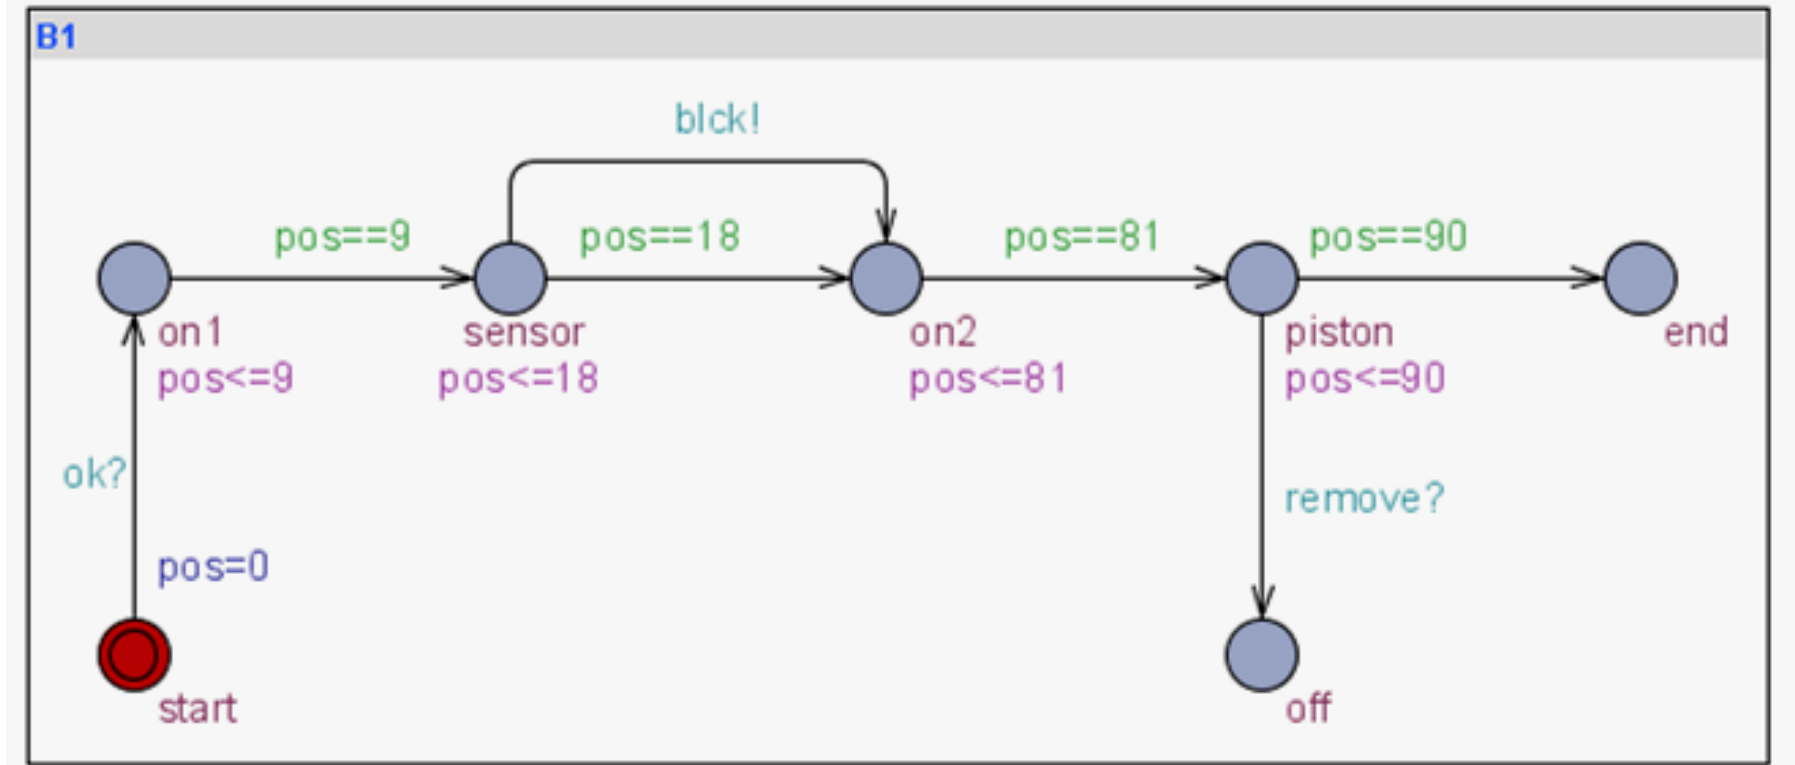 B1
blck!
pos==9
pos==18
pos==81
pos==90
on1
sensor
on2
piston
end
pos<=9
pos<=18
pos<=81
pos<=90
ok?
remove?
pos=0
start
off